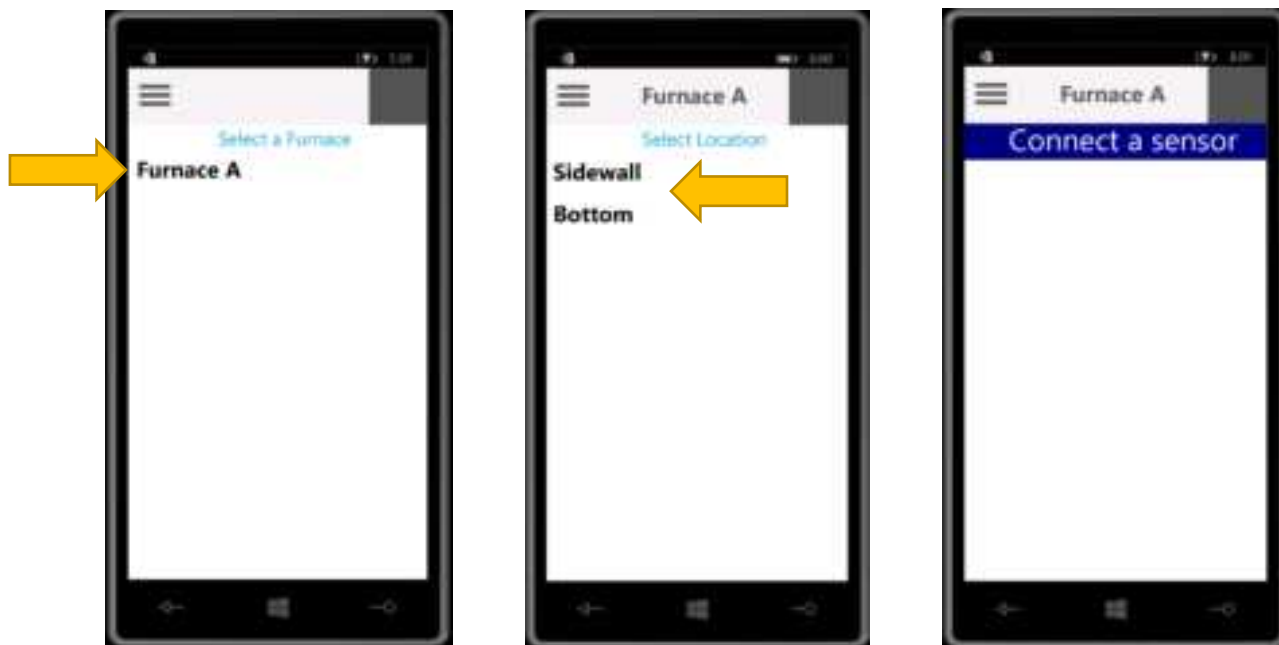 Select a Furnace
Furnace A
Furnace A
Select Location
Sidewall
Bottom
Furnace A
Connect a sensor